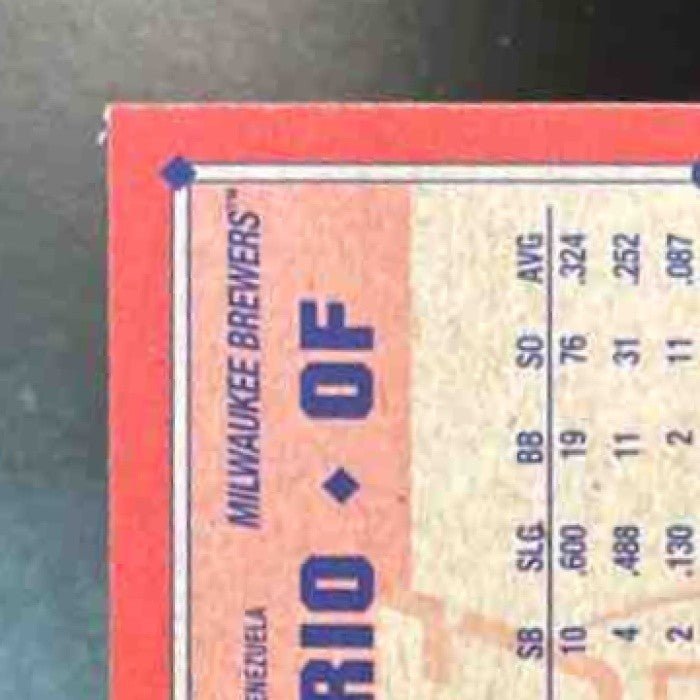 MILWAUKEE BREWERS™
ENEZUELA
RIO ◆ OF
SB SLG BB SO AVG
10 .600 19 76 .324
4 .488 11 31 .252
2 .130 2 11 .087